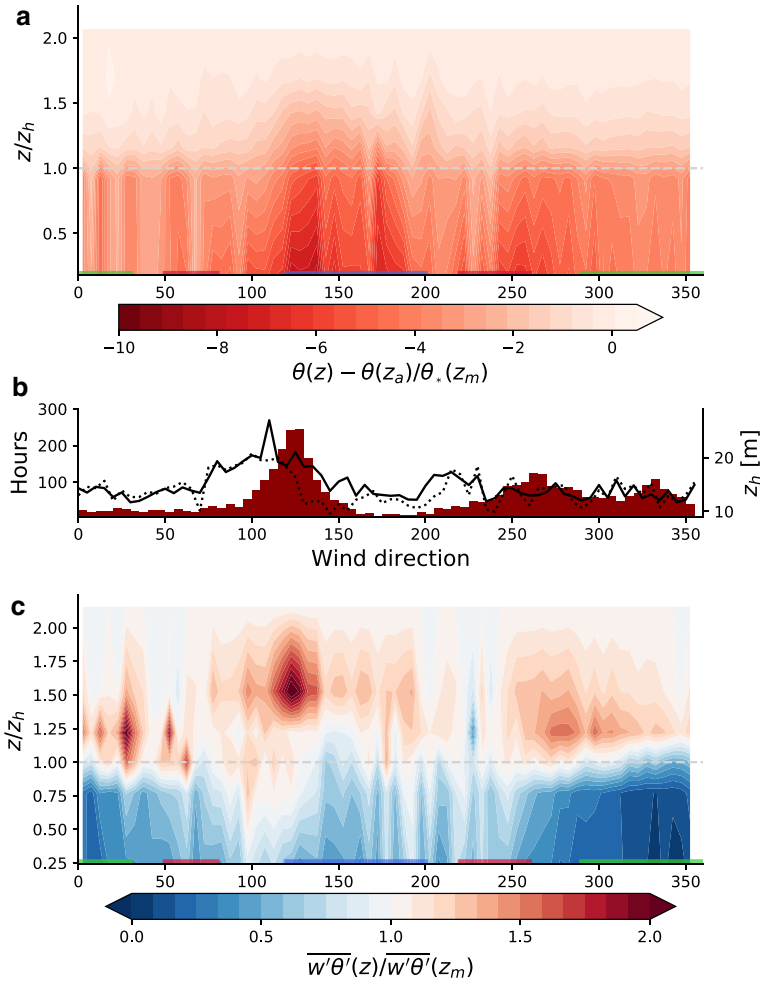 a
2.0
1.5
1.0
0.5
z/z_h
0 50 100 150 200 250 300 350
−10 −8 −6 −4 −2 0
θ(z) − θ(z_a)/θ_*(z_m)
b
300
200
100
Hours
20
10
z_h [m]
0 50 100 150 200 250 300 350
Wind direction
c
2.00
1.75
1.50
1.25
1.00
0.75
0.50
0.25
z/z_h
0 50 100 150 200 250 300 350
0.0 0.5 1.0 1.5 2.0
w′θ′(z)/w′θ′(z_m)